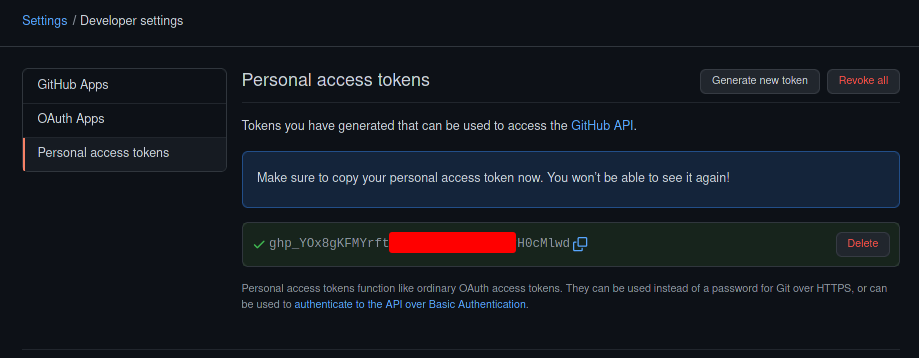 Settings / Developer settings
GitHub Apps
OAuth Apps
Personal access tokens
Personal access tokens
Generate new token
Revoke all
Tokens you have generated that can be used to access the GitHub API.
Make sure to copy your personal access token now. You won't be able to see it again!
ghp_YOx8gKFMYrft H0cMlwd
Delete
Personal access tokens function like ordinary OAuth access tokens. They can be used instead of a password for Git over HTTPS, or can
be used to authenticate to the API over Basic Authentication.